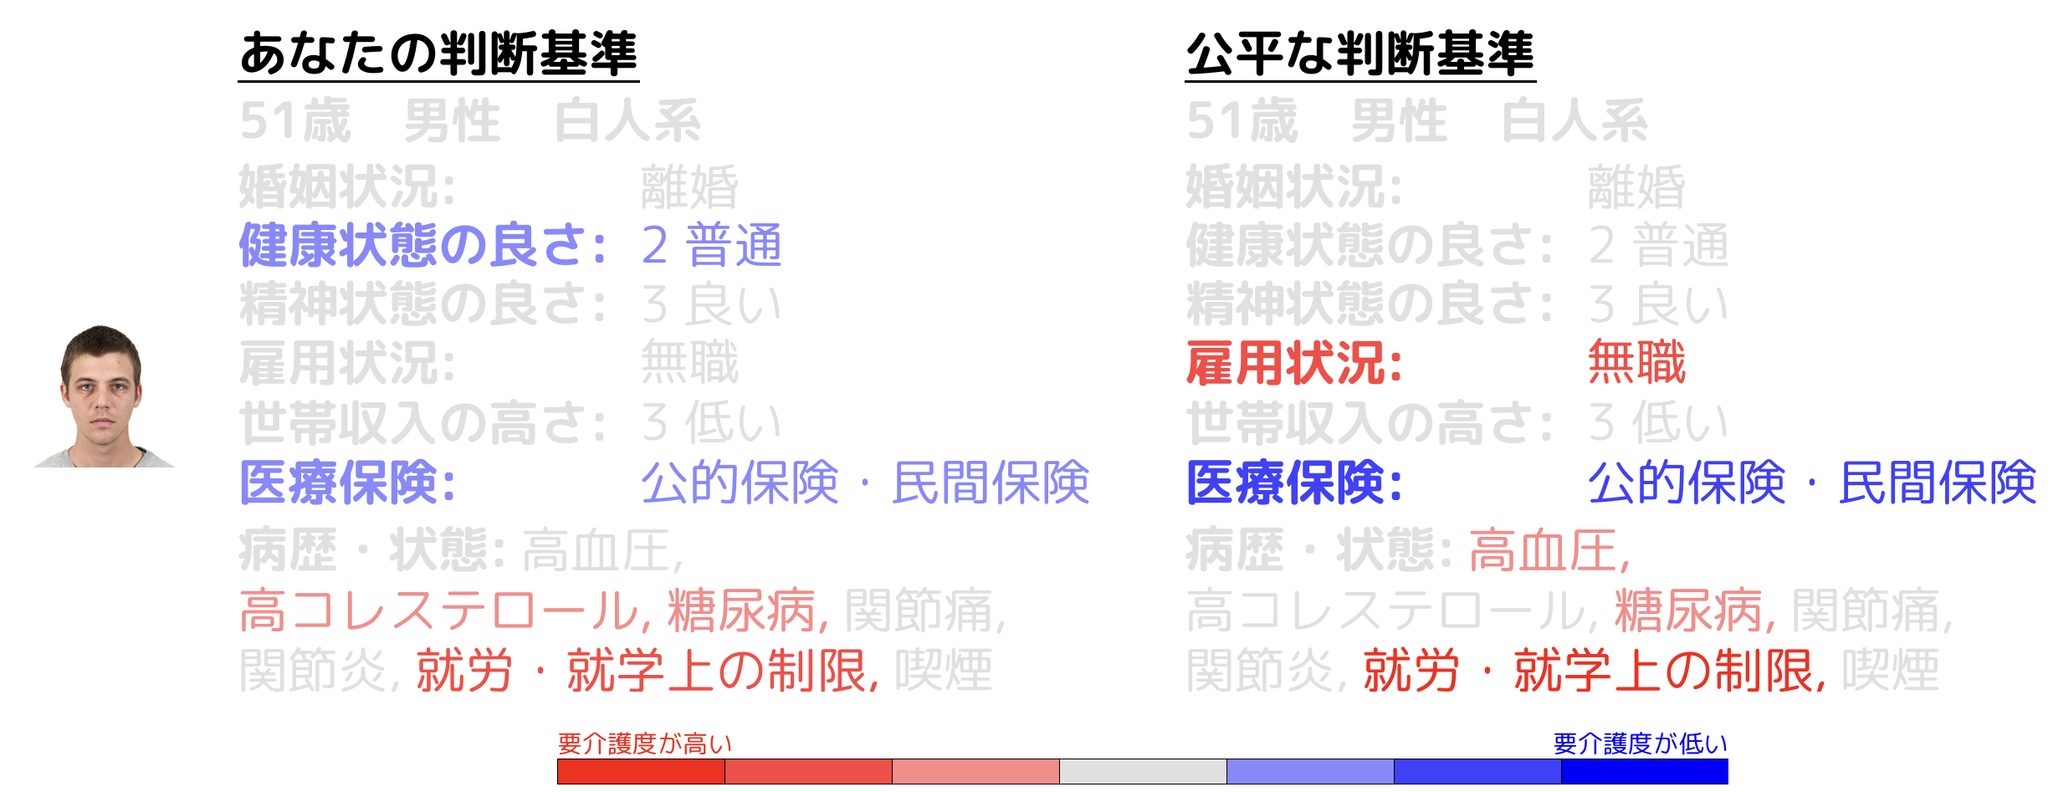 あなたの判断基準
51歳 男性 白人系
婚姻状況: 離婚
健康状態の良さ: 2 普通
精神状態の良さ: 3 良い
雇用状況: 無職
世帯収入の高さ: 3 低い
医療保険: 公的保険・民間保険
病歴・状態: 高血圧,
高コレステロール, 糖尿病, 関節痛,
関節炎, 就労・就学上の制限, 喫煙
公平な判断基準
51歳 男性 白人系
婚姻状況: 離婚
健康状態の良さ: 2 普通
精神状態の良さ: 3 良い
雇用状況: 無職
世帯収入の高さ: 3 低い
医療保険: 公的保険・民間保険
病歴・状態: 高血圧,
高コレステロール, 糖尿病, 関節痛,
関節炎, 就労・就学上の制限, 喫煙
要介護度が高い 要介護度が低い